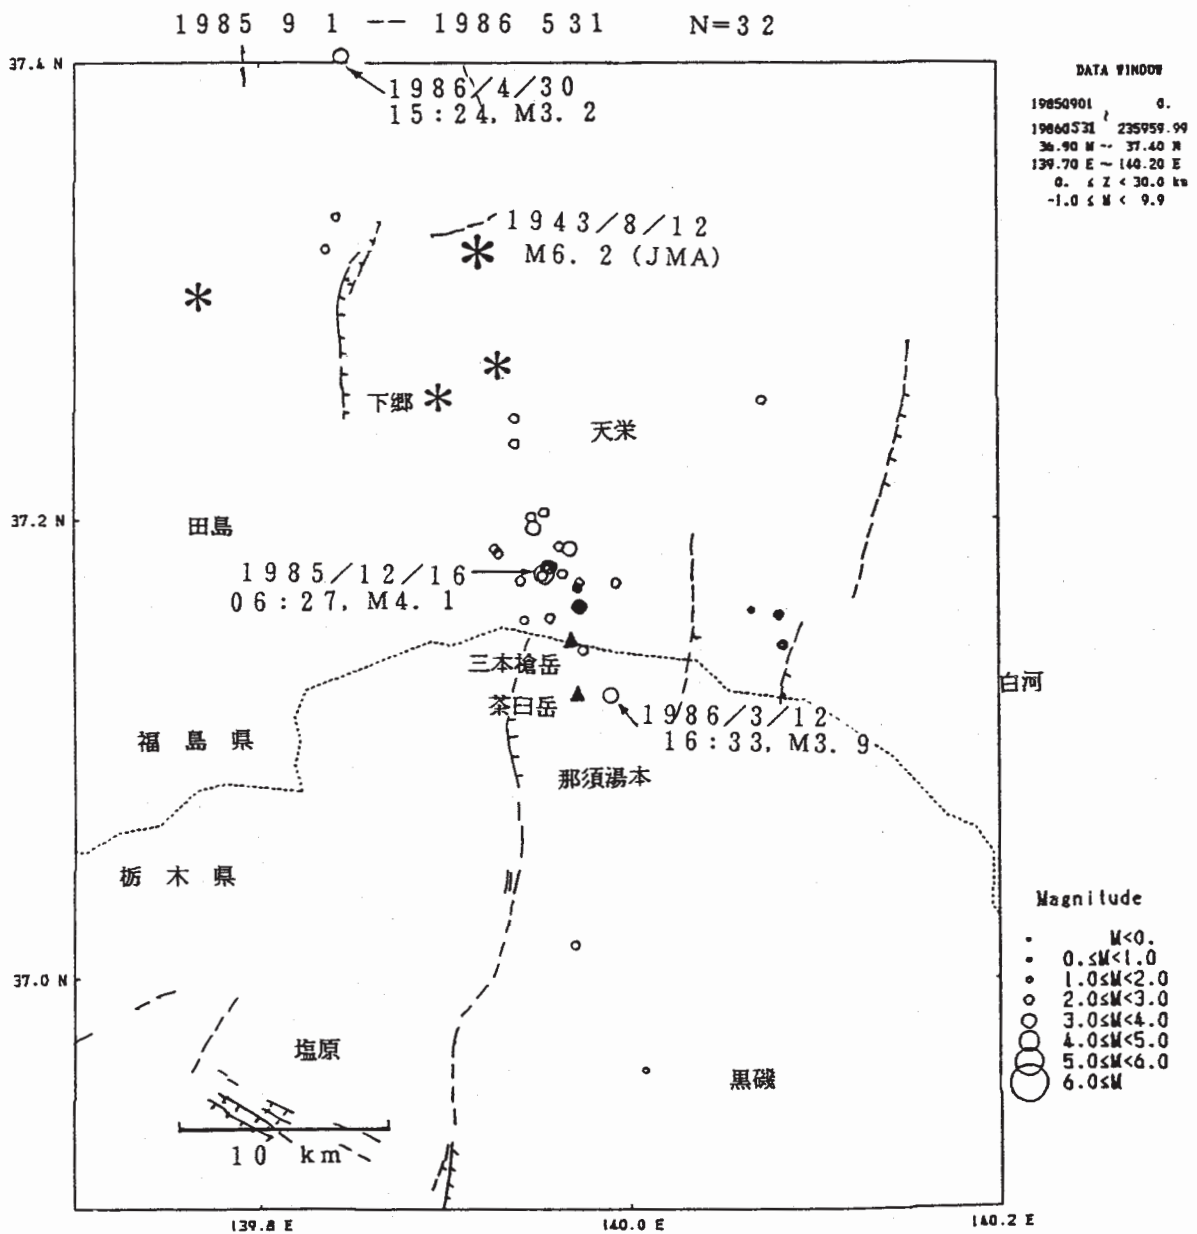 1985 9 1 -- 1986 531 N=32
37.4 N
1986/4/30
15:24, M3.2
DATA WINDOW
19850901 0.
~
19860531 235959.99
36.90 N ~ 37.40 N
139.70 E ~ 140.20 E
0. ≤ Z < 30.0 km
-1.0 ≤ M < 9.9
1943/8/12
M6.2 (JMA)
下郷
天栄
37.2 N
田島
1985/12/16
06:27, M4.1
三本槍岳
白河
茶臼岳
1986/3/12
16:33, M3.9
福島県
那須湯本
栃木県
Magnitude
M<0.
0.≤M<1.0
1.0≤M<2.0
2.0≤M<3.0
3.0≤M<4.0
4.0≤M<5.0
5.0≤M<6.0
6.0≤M
37.0 N
塩原
黒磯
10 km
139.8 E
140.0 E
140.2 E